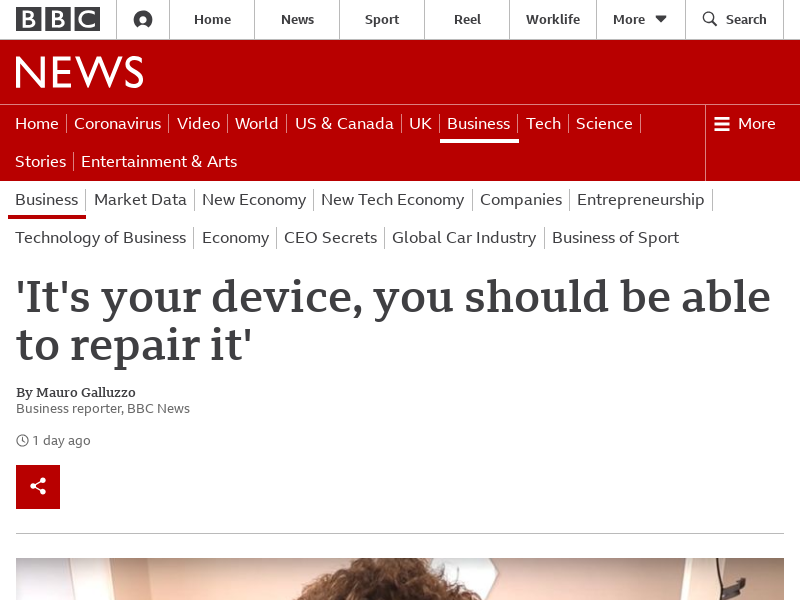 BBC Home News Sport Reel Worklife More Search
NEWS
Home Coronavirus Video World US & Canada UK Business Tech Science More
Stories Entertainment & Arts
Business Market Data New Economy New Tech Economy Companies Entrepreneurship
Technology of Business Economy CEO Secrets Global Car Industry Business of Sport
'It's your device, you should be able
to repair it'
By Mauro Galluzzo
Business reporter, BBC News
1 day ago